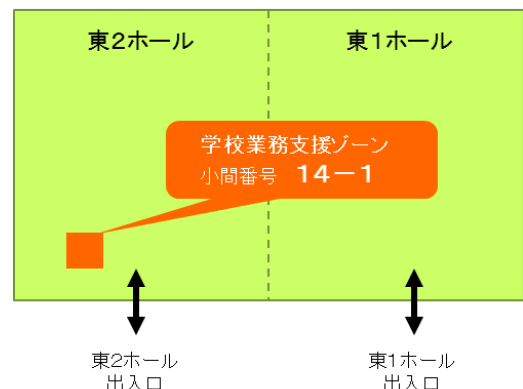 東2ホール
東1ホール
学校業務支援ゾーン
小間番号 14－1
東2ホール
出入口
東1ホール
出入口